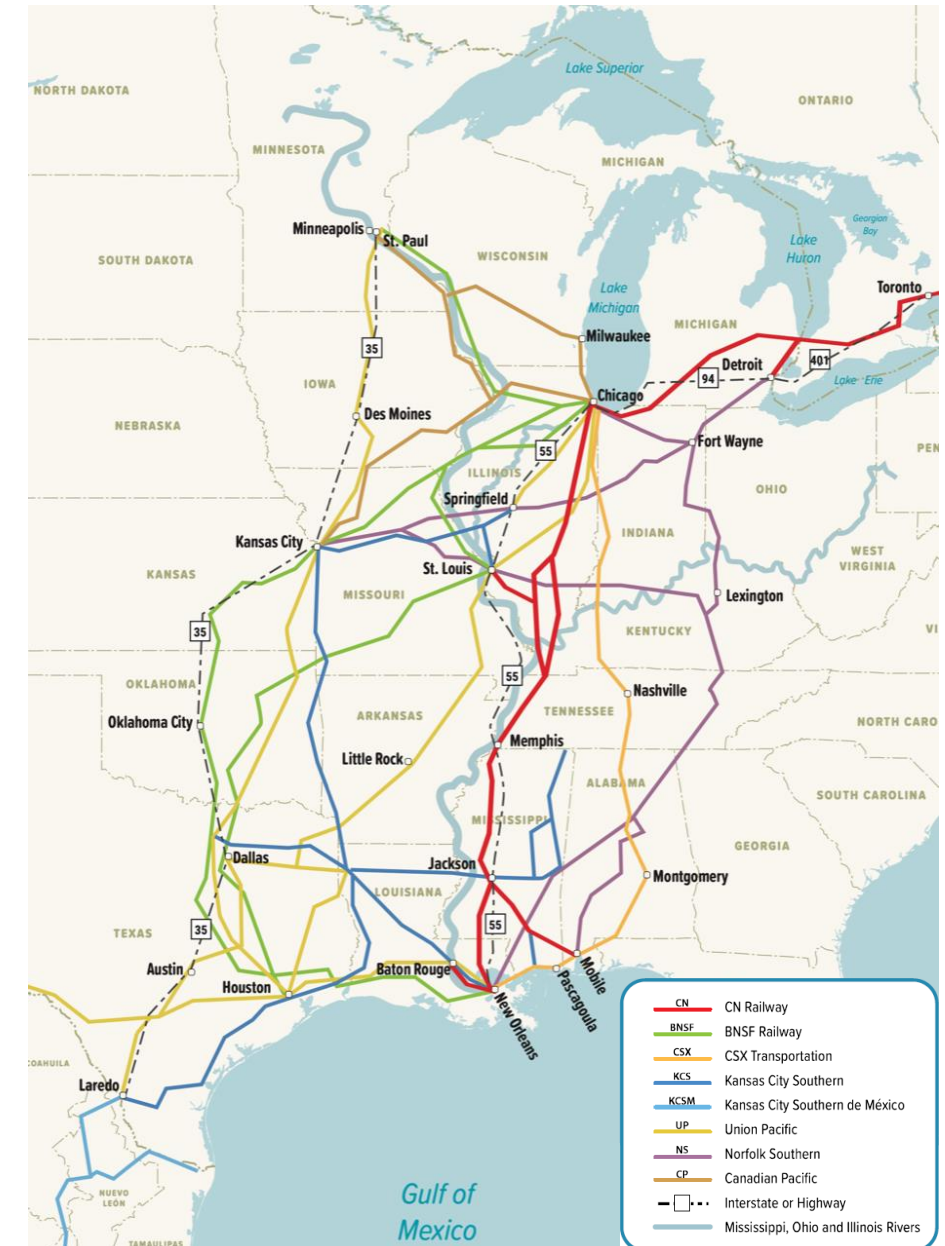 Lake Superior
NORTH DAKOTA
ONTARIO
MINNESOTA
MICHIGAN
Georgian
Bay
Minneapolis
St. Paul
Lake
Huron
SOUTH DAKOTA
WISCONSIN
Lake
Michigan
Toronto
MICHIGAN
Milwaukee
35
401
Detroit
94
Lake Erie
IOWA
Chicago
Des Moines
NEBRASKA
Fort Wayne
PEN
55
ILLINOIS
OHIO
Springfield
INDIANA
Kansas City
WEST
VIRGINIA
St. Louis
KANSAS
MISSOURI
Lexington
35
KENTUCKY
VI
55
OKLAHOMA
Nashville
ARKANSAS
TENNESSEE
Oklahoma City
NORTH CARO
Memphis
Little Rock
ALABAMA
SOUTH CAROLINA
MISSISSIPPI
GEORGIA
Dallas
Jackson
Montgomery
LOUISIANA
55
35
TEXAS
Austin
Baton Rouge
Mobile
Houston
Pascagoula
New Orleans
COAHUILA
Laredo
NUEVO
LEÓN
TAMAULIPAS
Gulf of
Mexico
CN CN Railway
BNSF BNSF Railway
CSX CSX Transportation
KCS Kansas City Southern
KCSM Kansas City Southern de México
UP Union Pacific
NS Norfolk Southern
CP Canadian Pacific
Interstate or Highway
Mississippi, Ohio and Illinois Rivers